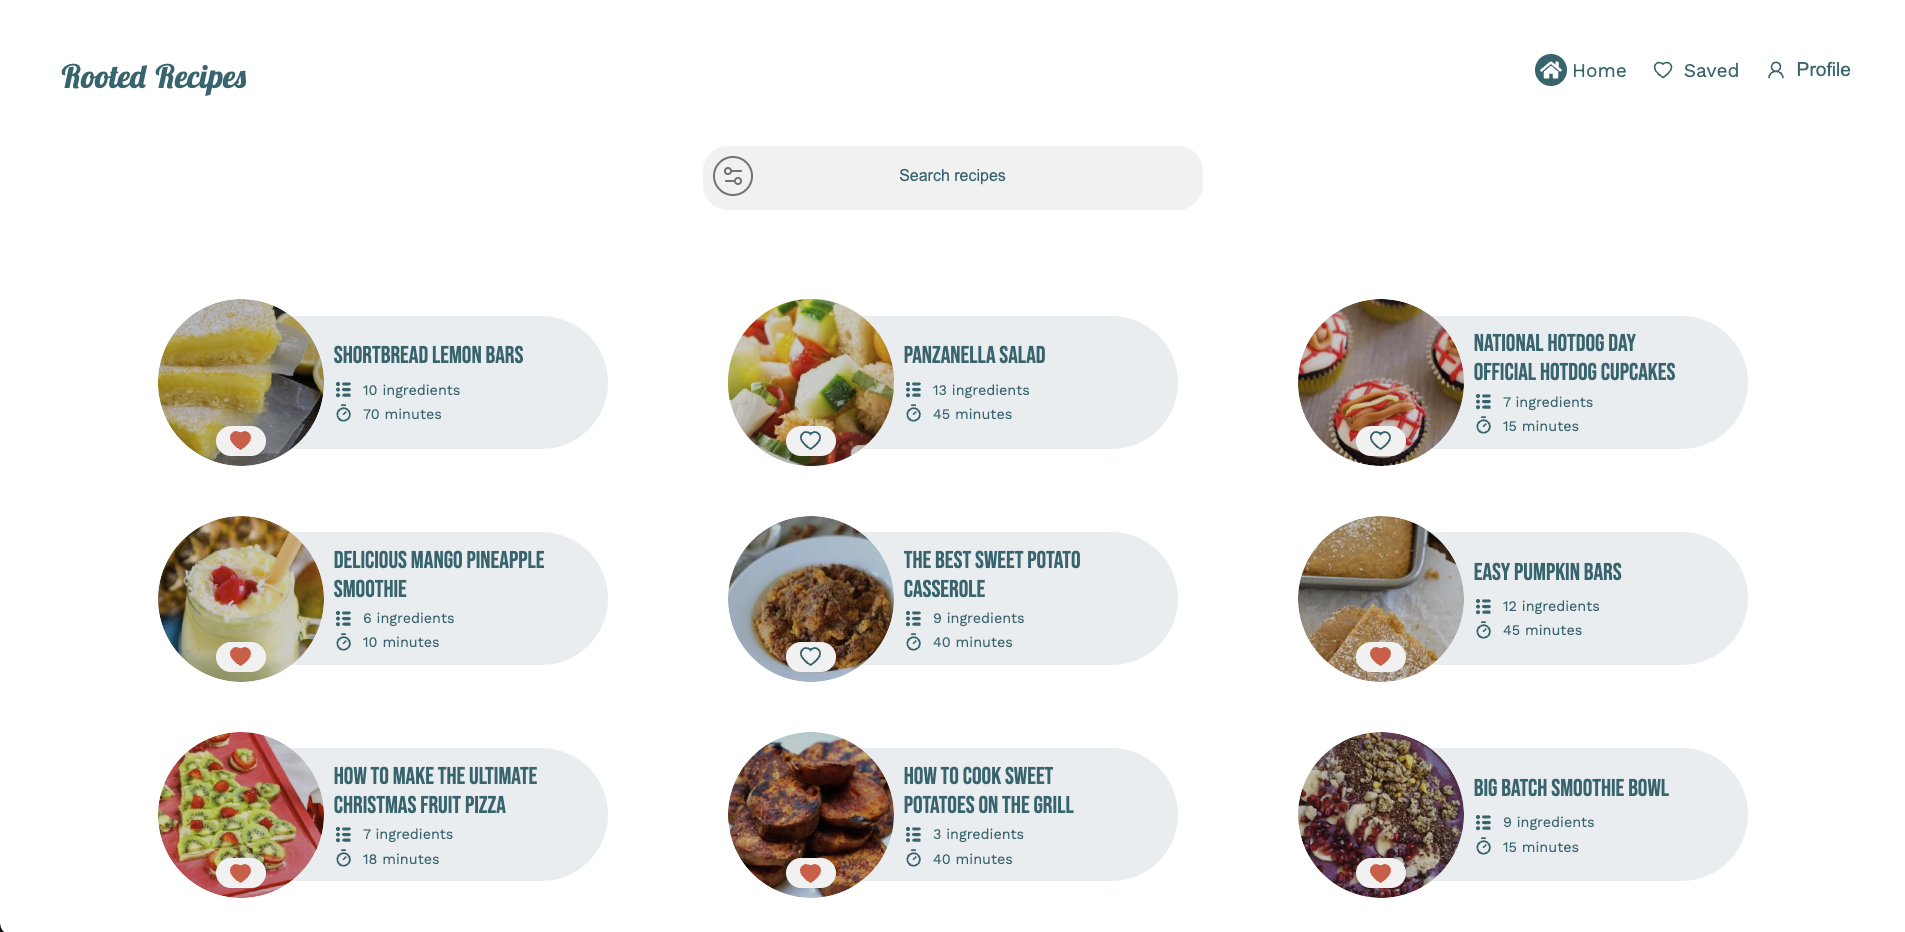 Rooted Recipes
Home
Saved
Profile
Search recipes
SHORTBREAD LEMON BARS
10 ingredients
70 minutes
PANZANELLA SALAD
13 ingredients
45 minutes
NATIONAL HOTDOG DAY
OFFICIAL HOTDOG CUPCAKES
7 ingredients
15 minutes
DELICIOUS MANGO PINEAPPLE
SMOOTHIE
6 ingredients
10 minutes
THE BEST SWEET POTATO
CASSEROLE
9 ingredients
40 minutes
EASY PUMPKIN BARS
12 ingredients
45 minutes
HOW TO MAKE THE ULTIMATE
CHRISTMAS FRUIT PIZZA
7 ingredients
18 minutes
HOW TO COOK SWEET
POTATOES ON THE GRILL
3 ingredients
40 minutes
BIG BATCH SMOOTHIE BOWL
9 ingredients
15 minutes